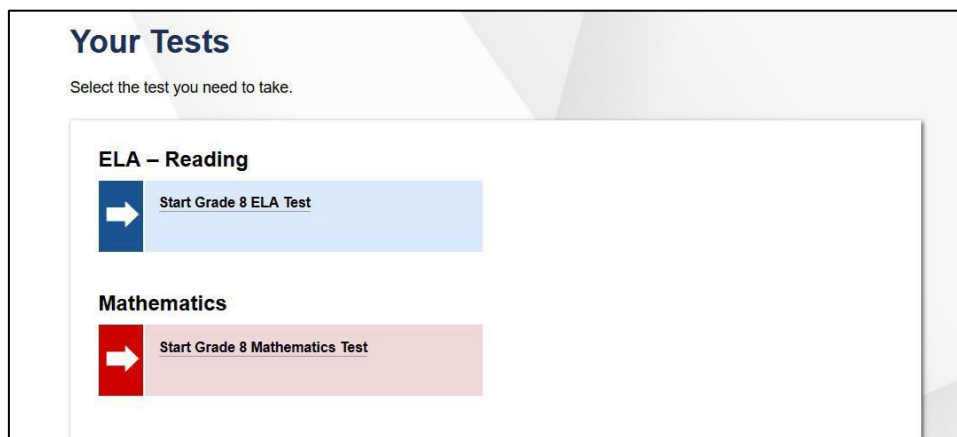 Your Tests
Select the test you need to take.
ELA – Reading
Start Grade 8 ELA Test
Mathematics
Start Grade 8 Mathematics Test